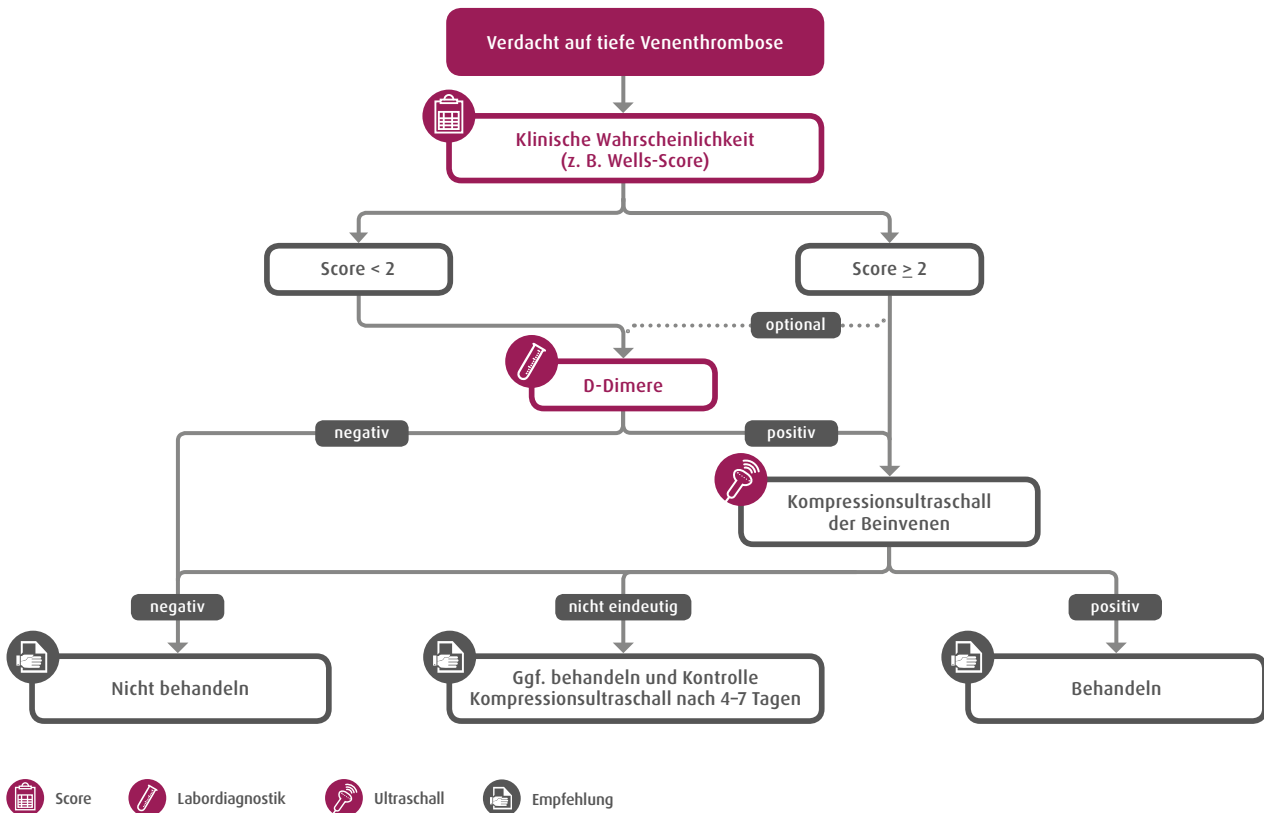 Verdacht auf tiefe Venenthrombose
Klinische Wahrscheinlichkeit
(z. B. Wells-Score)
Score < 2
Score ≥ 2
optional
D-Dimere
negativ
positiv
Kompressionsultraschall
der Beinvenen
negativ
nicht eindeutig
positiv
Nicht behandeln
Ggf. behandeln und Kontrolle
Kompressionsultraschall nach 4–7 Tagen
Behandeln
Score
Labordiagnostik
Ultraschall
Empfehlung